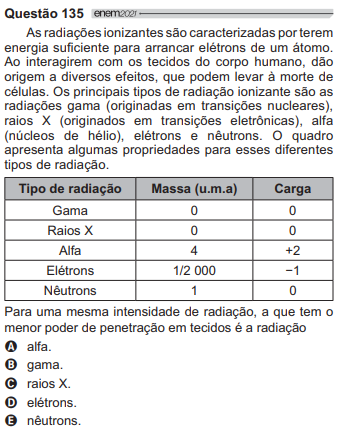 Questão 135 enem2021
As radiações ionizantes são caracterizadas por terem
energia suficiente para arrancar elétrons de um átomo.
Ao interagirem com os tecidos do corpo humano, dão
origem a diversos efeitos, que podem levar à morte de
células. Os principais tipos de radiação ionizante são as
radiações gama (originadas em transições nucleares),
raios X (originados em transições eletrônicas), alfa
(núcleos de hélio), elétrons e nêutrons. O quadro
apresenta algumas propriedades para esses diferentes
tipos de radiação.
Tipo de radiação Massa (u.m.a) Carga
Gama 0 0
Raios X 0 0
Alfa 4 +2
Elétrons 1/2 000 −1
Nêutrons 1 0
Para uma mesma intensidade de radiação, a que tem o
menor poder de penetração em tecidos é a radiação
A alfa.
B gama.
C raios X.
D elétrons.
E nêutrons.